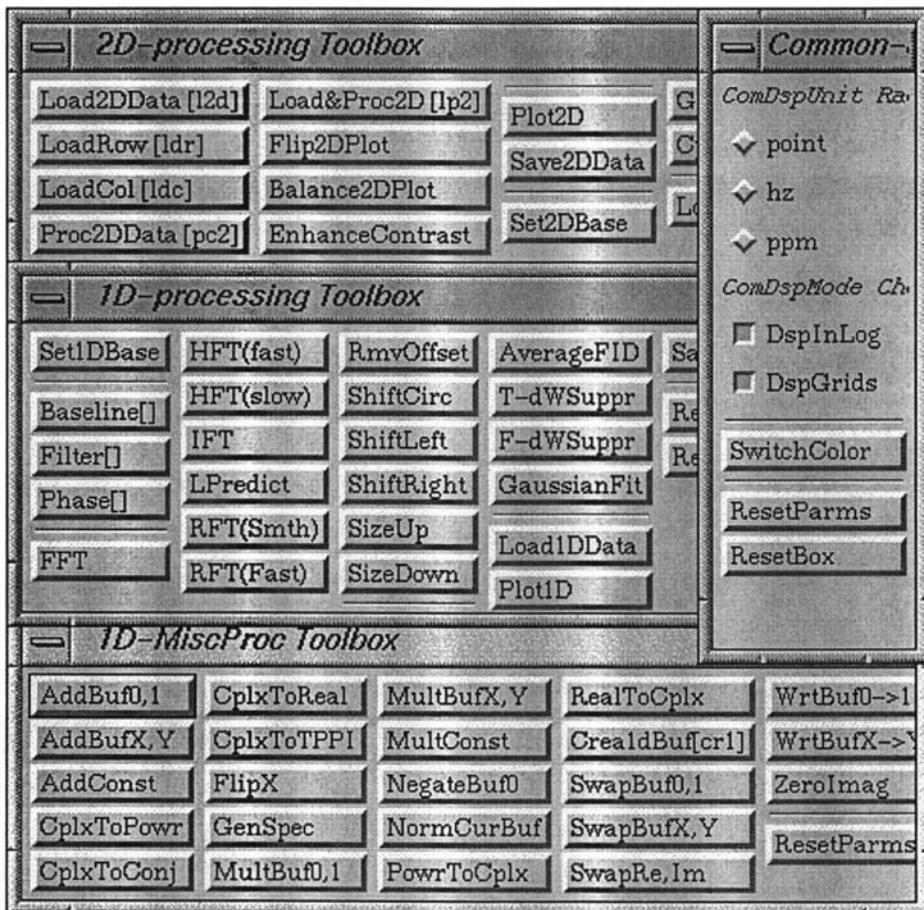 2D-processing Toolbox
Load2DData [l2d]
LoadRow [ldr]
LoadCol [ldc]
Proc2DData [pc2]
Load&Proc2D [lp2]
Flip2DPlot
Balance2DPlot
EnhanceContrast
Plot2D
Save2DData
Set2DBase
1D-processing Toolbox
Set1DBase
Baseline[]
Filter[]
Phase[]
FFT
HFT(fast)
HFT(slow)
IFT
LPredict
RFT(Smth)
RFT(Fast)
RmvOffset
ShiftCirc
ShiftLeft
ShiftRight
SizeUp
SizeDown
AverageFID
T-dWSuppr
F-dWSuppr
GaussianFit
Load1DData
Plot1D
Common-
ComDspUnit
point
hz
ppm
ComDspMode
DspInLog
DspGrids
SwitchColor
ResetParms
ResetBox
1D-MiscProc Toolbox
AddBuf0,1
AddBufX,Y
AddConst
CplxToPowr
CplxToConj
CplxToReal
CplxToTPPI
FlipX
GenSpec
MultBuf0,1
MultBufX,Y
MultConst
NegateBuf0
NormCurBuf
PowrToCplx
RealToCplx
Crea1dBuf[cr1]
SwapBuf0,1
SwapBufX,Y
SwapRe,Im
WrtBuf0->1
WrtBufX->Y
ZeroImag
ResetParms